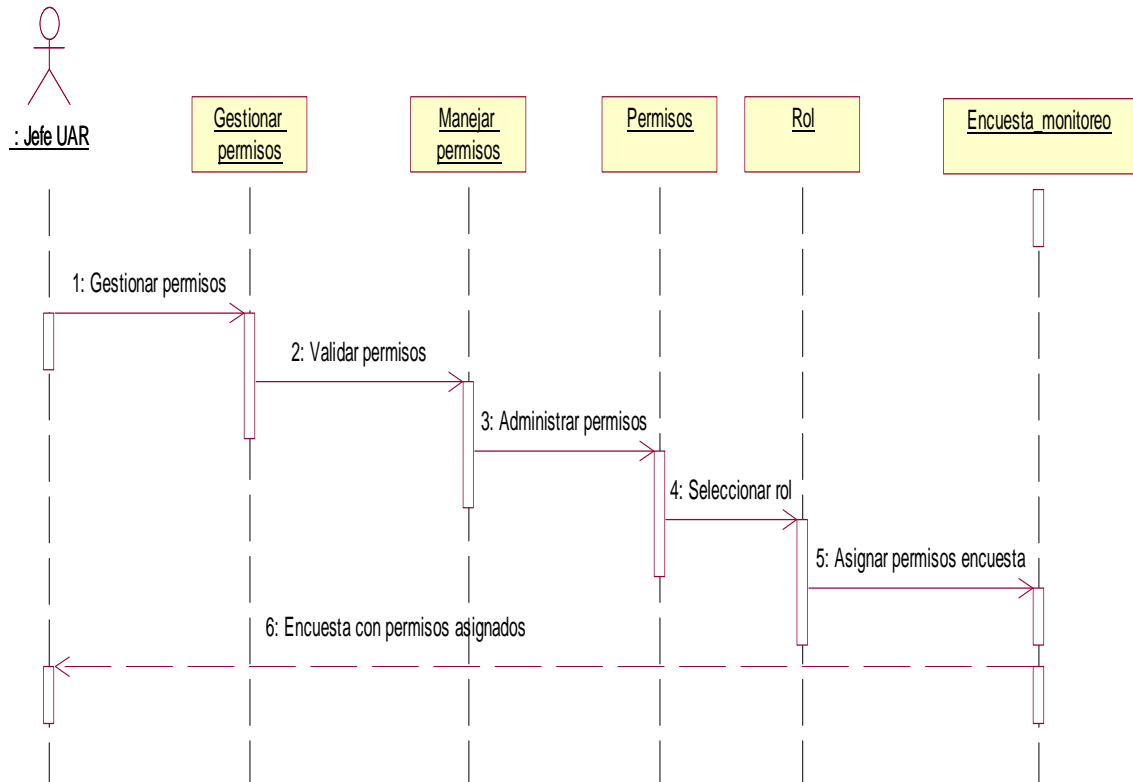 : Jefe UAR
Gestionar
permisos
Manejar
permisos
Permisos
Rol
Encuesta_monitoreo
1: Gestionar permisos
2: Validar permisos
3: Administrar permisos
4: Seleccionar rol
5: Asignar permisos encuesta
6: Encuesta con permisos asignados